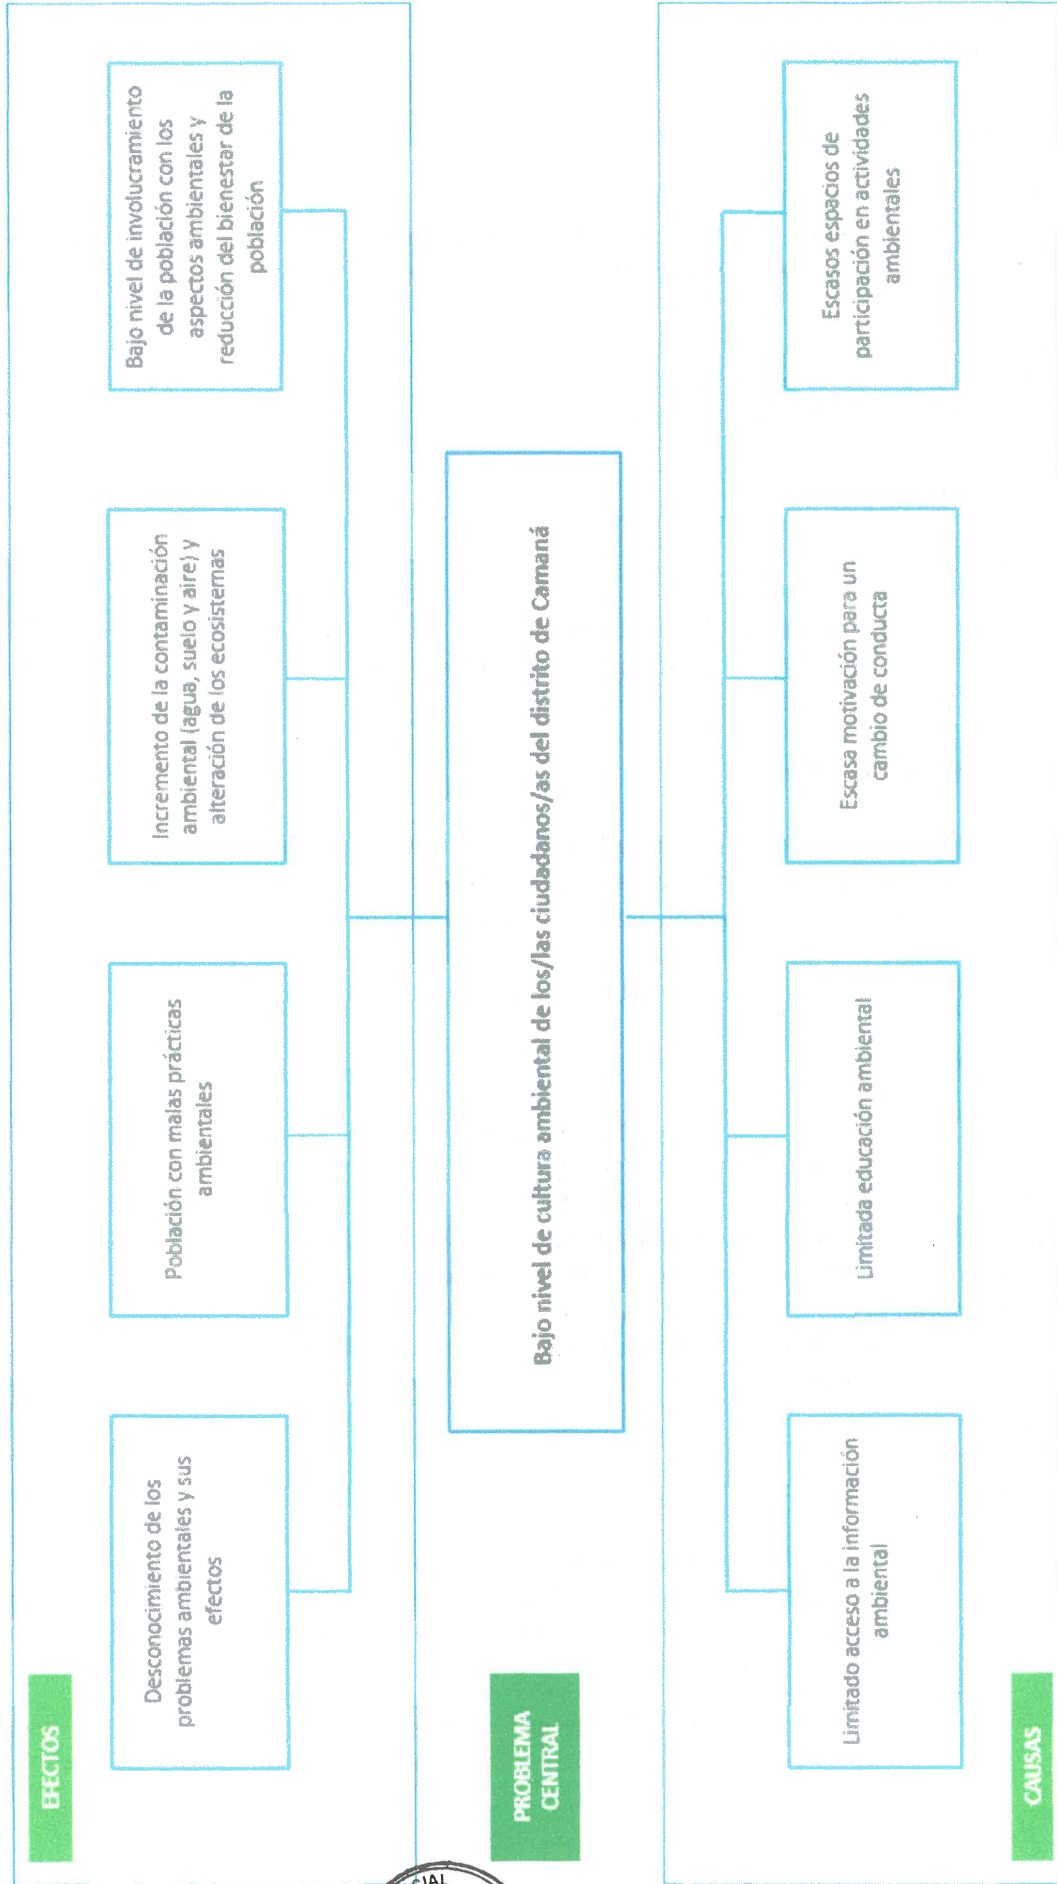 EFECTOS
Desconocimiento de los
problemas ambientales y sus
efectos
Población con malas prácticas
ambientales
Incremento de la contaminación
ambiental (agua, suelo y aire) y
alteración de los ecosistemas
Bajo nivel de involucramiento
de la población con los
aspectos ambientales y
reducción del bienestar de la
población
PROBLEMA
CENTRAL
Bajo nivel de cultura ambiental de los/las ciudadanos/as del distrito de Camaná
Limitado acceso a la información
ambiental
Limitada educación ambiental
Escasa motivación para un
cambio de conducta
Escasos espacios de
participación en actividades
ambientales
CAUSAS